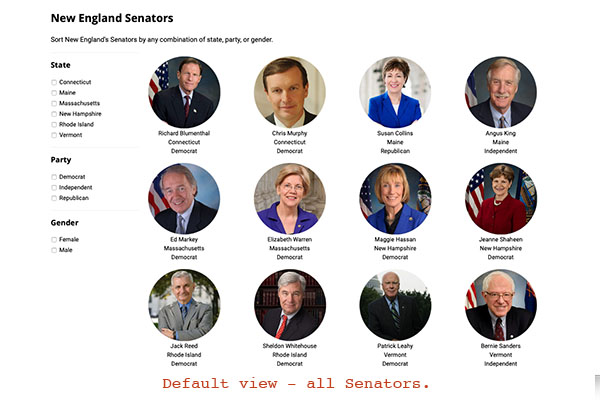 New England Senators
Sort New England's Senators by any combination of state, party, or gender.
State
Connecticut
Maine
Massachusetts
New Hampshire
Rhode Island
Vermont
Party
Democrat
Independent
Republican
Gender
Female
Male
Richard Blumenthal
Connecticut
Democrat
Chris Murphy
Connecticut
Democrat
Susan Collins
Maine
Republican
Angus King
Maine
Independent
Ed Markey
Massachusetts
Democrat
Elizabeth Warren
Massachusetts
Democrat
Maggie Hassan
New Hampshire
Democrat
Jeanne Shaheen
New Hampshire
Democrat
Jack Reed
Rhode Island
Democrat
Sheldon Whitehouse
Rhode Island
Democrat
Patrick Leahy
Vermont
Democrat
Bernie Sanders
Vermont
Independent
Default view - all Senators.